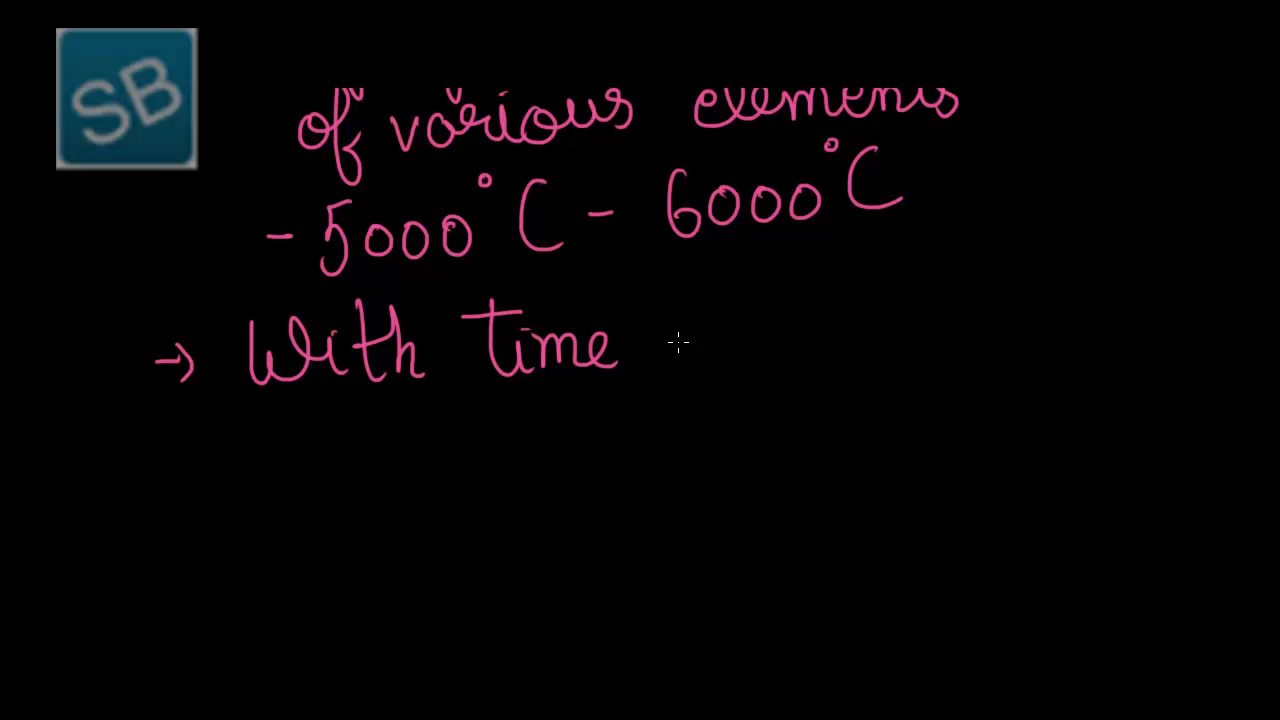 SB
of various elements
- 5000°C - 6000°C
→ With time